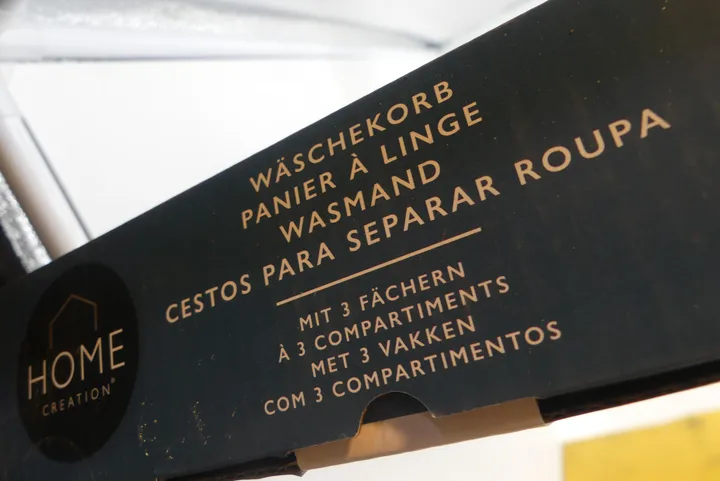 WÄSCHEKORB
PANIER À LINGE
WASMAND
CESTOS PARA SEPARAR ROUPA
MIT 3 FÄCHERN
À 3 COMPARTIMENTS
MET 3 VAKKEN
COM 3 COMPARTIMENTOS
HOME
CREATION®